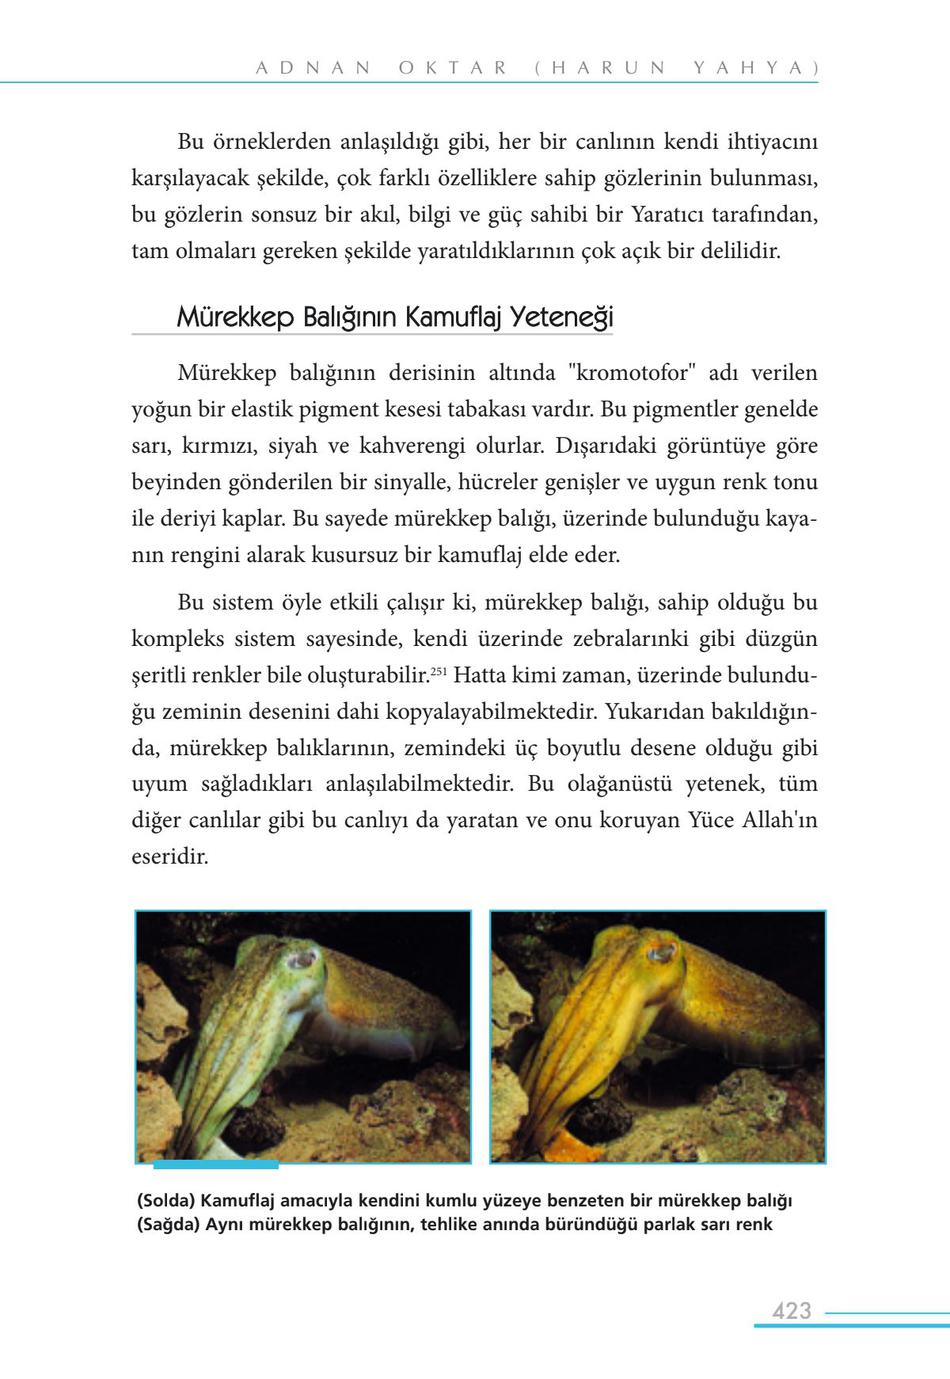 ADNAN OKTAR (HARUN YAHYA)
Bu örneklerden anlaşıldığı gibi, her bir canlının kendi ihtiyacını
karşılayacak şekilde, çok farklı özelliklere sahip gözlerinin bulunması,
bu gözlerin sonsuz bir akıl, bilgi ve güç sahibi bir Yaratıcı tarafından,
tam olmaları gereken şekilde yaratıldıklarının çok açık bir delilidir.
Mürekkep Balığının Kamuflaj Yeteneği
Mürekkep balığının derisinin altında "kromotofor" adı verilen
yoğun bir elastik pigment kesesi tabakası vardır. Bu pigmentler genelde
sarı, kırmızı, siyah ve kahverengi olurlar. Dışarıdaki görüntüye göre
beyinden gönderilen bir sinyalle, hücreler genişler ve uygun renk tonu
ile deriyi kaplar. Bu sayede mürekkep balığı, üzerinde bulunduğu kaya-
nın rengini alarak kusursuz bir kamuflaj elde eder.
Bu sistem öyle etkili çalışır ki, mürekkep balığı, sahip olduğu bu
kompleks sistem sayesinde, kendi üzerinde zebralarınki gibi düzgün
şeritli renkler bile oluşturabilir.²⁵¹ Hatta kimi zaman, üzerinde bulundu-
ğu zeminin desenini dahi kopyalayabilmektedir. Yukarıdan bakıldığın-
da, mürekkep balıklarının, zemindeki üç boyutlu desene olduğu gibi
uyum sağladıkları anlaşılabilmektedir. Bu olağanüstü yetenek, tüm
diğer canlılar gibi bu canlıyı da yaratan ve onu koruyan Yüce Allah'ın
eseridir.
(Solda) Kamuflaj amacıyla kendini kumlu yüzeye benzeten bir mürekkep balığı
(Sağda) Aynı mürekkep balığının, tehlike anında büründüğü parlak sarı renk
423